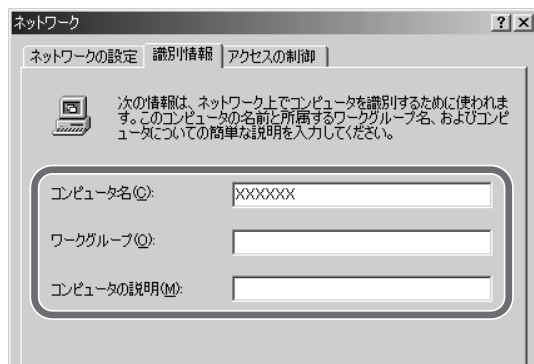 ネットワーク
ネットワークの設定 識別情報 アクセスの制御
次の情報は、ネットワーク上でコンピュータを識別するために使われま
す。このコンピュータの名前と所属するワークグループ名、およびコンピ
ュータについての簡単な説明を入力してください。
コンピュータ名(C): XXXXXX
ワークグループ(O):
コンピュータの説明(M):